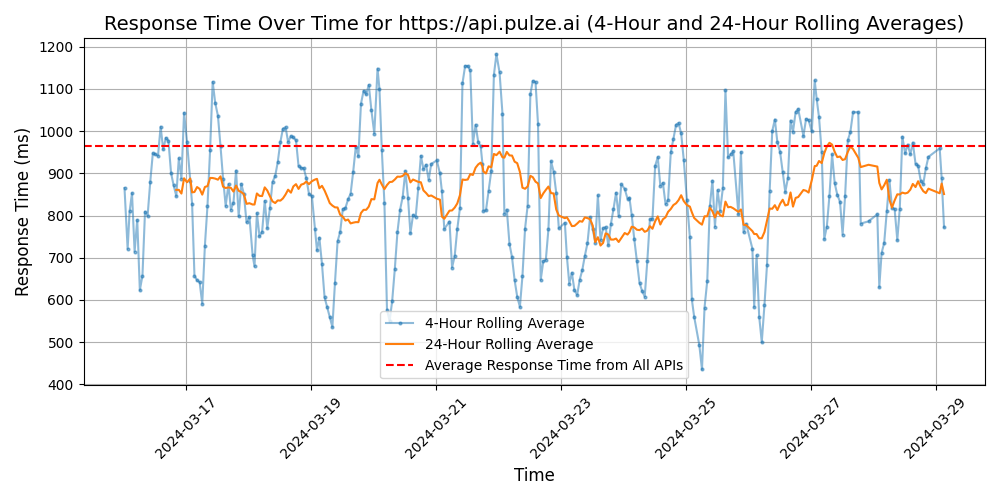 Response Time Over Time for https://api.pulze.ai (4-Hour and 24-Hour Rolling Averages)
Response Time (ms)
1200
1100
1000
900
800
700
600
500
400
4-Hour Rolling Average
24-Hour Rolling Average
Average Response Time from All APIs
2024-03-17
2024-03-19
2024-03-21
2024-03-23
2024-03-25
2024-03-27
2024-03-29
Time